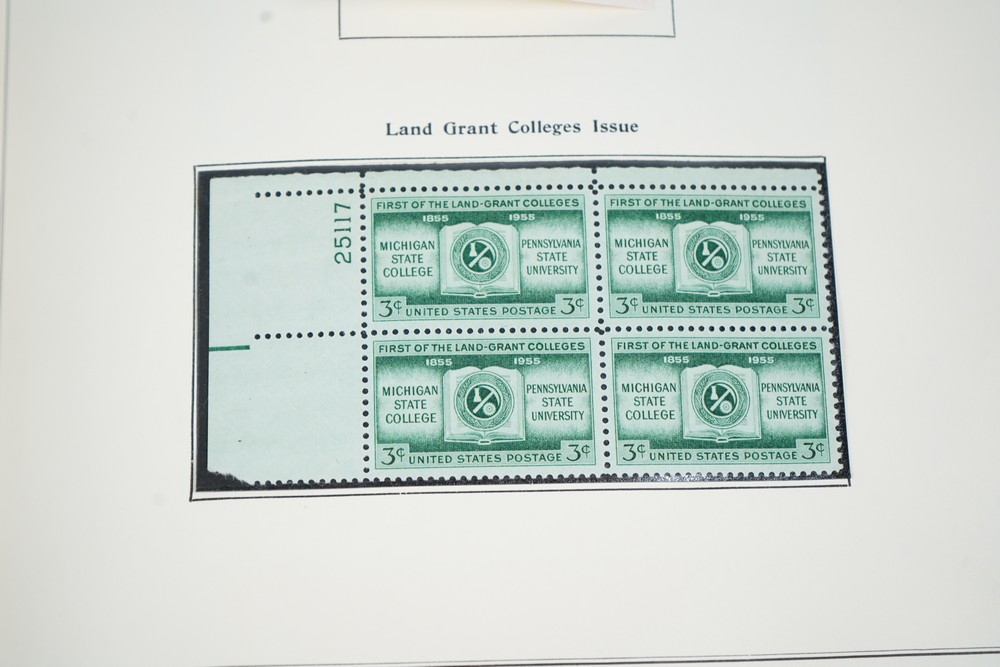 Land Grant Colleges Issue
25117
FIRST OF THE LAND-GRANT COLLEGES
1855 1955
MICHIGAN STATE COLLEGE
PENNSYLVANIA STATE UNIVERSITY
3¢ UNITED STATES POSTAGE 3¢
FIRST OF THE LAND-GRANT COLLEGES
1855 1955
MICHIGAN STATE COLLEGE
PENNSYLVANIA STATE UNIVERSITY
3¢ UNITED STATES POSTAGE 3¢
FIRST OF THE LAND-GRANT COLLEGES
1855 1955
MICHIGAN STATE COLLEGE
PENNSYLVANIA STATE UNIVERSITY
3¢ UNITED STATES POSTAGE 3¢
FIRST OF THE LAND-GRANT COLLEGES
1855 1955
MICHIGAN STATE COLLEGE
PENNSYLVANIA STATE UNIVERSITY
3¢ UNITED STATES POSTAGE 3¢